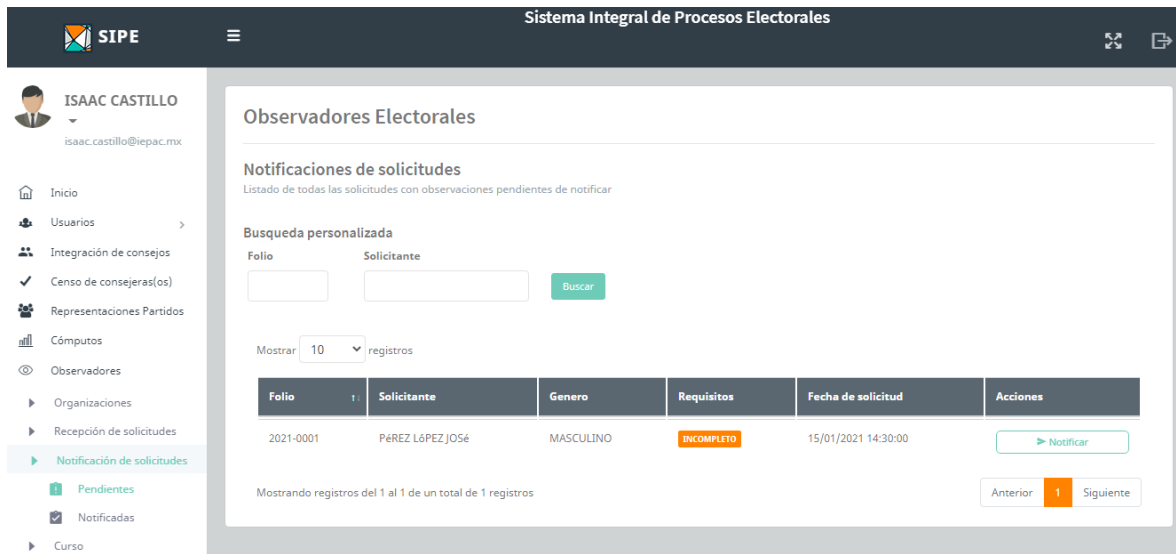 Sistema Integral de Procesos Electorales
SIPE
ISAAC CASTILLO
isaac.castillo@iepac.mx
Inicio
Usuarios
Integración de consejos
Censo de consejeras(os)
Representaciones Partidos
Cómputos
Observadores
Organizaciones
Recepción de solicitudes
Notificación de solicitudes
Pendientes
Notificadas
Curso
Observadores Electorales
Notificaciones de solicitudes
Listado de todas las solicitudes con observaciones pendientes de notificar
Busqueda personalizada
Folio Solicitante
Buscar
Mostrar 10 registros
Folio Solicitante Genero Requisitos Fecha de solicitud Acciones
2021-0001 PéREZ LóPEZ JOSé MASCULINO INCOMPLETO 15/01/2021 14:30:00 Notificar
Mostrando registros del 1 al 1 de un total de 1 registros
Anterior 1 Siguiente